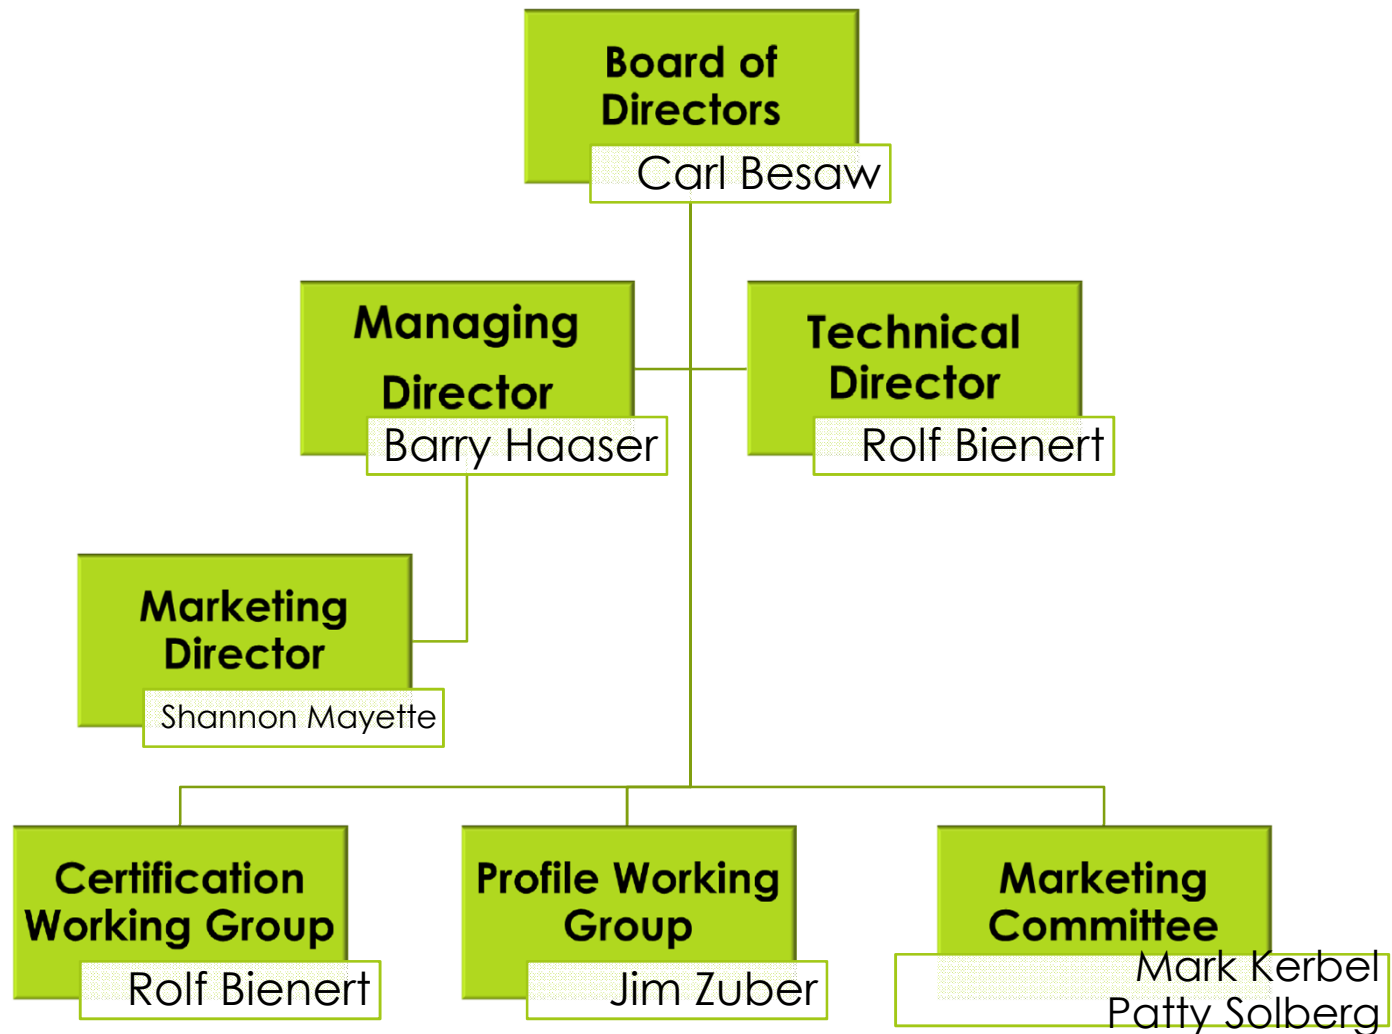 Board of
Directors
Carl Besaw
Managing
Director
Barry Haaser
Technical
Director
Rolf Bienert
Marketing
Director
Shannon Mayette
Certification
Working Group
Rolf Bienert
Profile Working
Group
Jim Zuber
Marketing
Committee
Mark Kerbel
Patty Solberg